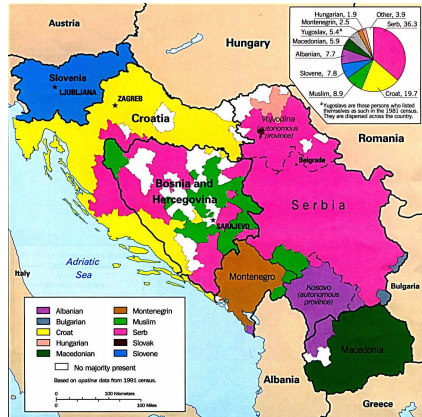 Hungarian, 1.9
Montenegrin, 2.5
Yugoslav, 5.4*
Macedonian, 5.9
Albanian, 7.7
Slovene, 7.8
Muslim, 8.9
Other, 3.9
Serb, 36.3
Croat, 19.7
*Yugoslavs are those persons who listed
themselves as such in the 1981 census.
They are dispersed across the country.
Austria
Hungary
Slovenia
LJUBLJANA
ZAGREB
Croatia
Vojvodina
(autonomous
province)
Romania
Belgrade
Bosnia and
Hercegovina
Serbia
SARAJEVO
Adriatic
Sea
Italy
Montenegro
Kosovo
(autonomous
province)
Bulgaria
Macedonia
Albania
Greece
Albanian
Bulgarian
Croat
Hungarian
Macedonian
Montenegrin
Muslim
Serb
Slovak
Slovene
No majority present
Based on opstine data from 1991 census.
0 100 Kilometers
0 100 Miles